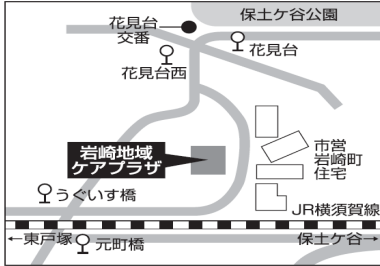 保土ケ谷公園
花見台
交番
花見台
花見台西
岩崎地域
ケアプラザ
市営
岩崎町
住宅
うぐいす橋
JR横須賀線
←東戸塚
元町橋
保土ケ谷→